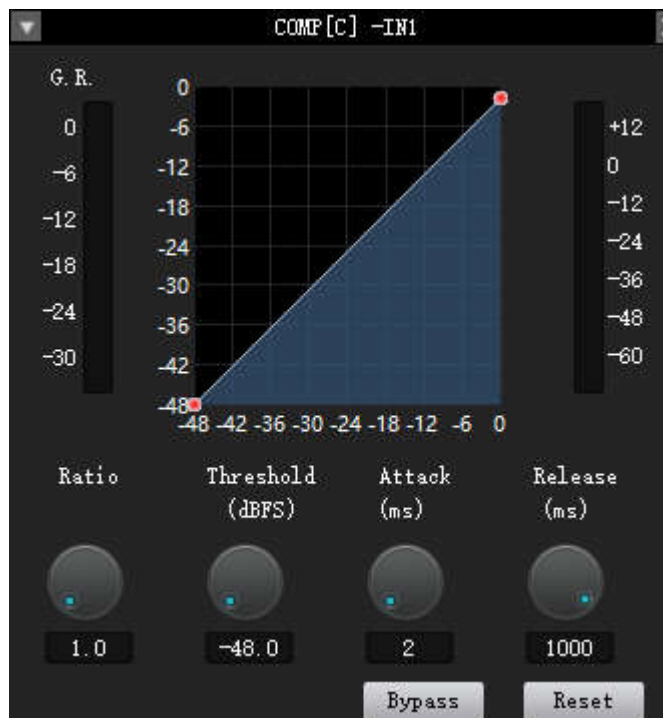 COMP[C] -IN1
G.R.
0
-6
-12
-18
-24
-30
0
-6
-12
-18
-24
-30
-36
-42
-48
-48 -42 -36 -30 -24 -18 -12 -6 0
+12
0
-12
-24
-36
-48
-60
Ratio
Threshold
(dBFS)
Attack
(ms)
Release
(ms)
1.0
-48.0
2
1000
Bypass
Reset